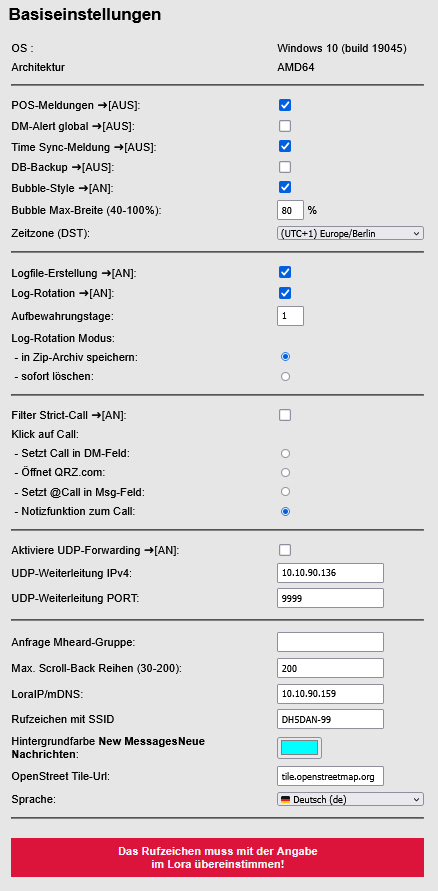 Basiseinstellungen
OS : Windows 10 (build 19045)
Architektur AMD64
POS-Meldungen ➔[AUS]:
DM-Alert global ➔[AUS]:
Time Sync-Meldung ➔[AUS]:
DB-Backup ➔[AUS]:
Bubble-Style ➔[AN]:
Bubble Max-Breite (40-100%): 80 %
Zeitzone (DST): (UTC+1) Europe/Berlin
Logfile-Erstellung ➔[AN]:
Log-Rotation ➔[AN]:
Aufbewahrungstage: 1
Log-Rotation Modus:
- in Zip-Archiv speichern:
- sofort löschen:
Filter Strict-Call ➔[AN]:
Klick auf Call:
- Setzt Call in DM-Feld:
- Öffnet QRZ.com:
- Setzt @Call in Msg-Feld:
- Notizfunktion zum Call:
Aktiviere UDP-Forwarding ➔[AN]:
UDP-Weiterleitung IPv4: 10.10.90.136
UDP-Weiterleitung PORT: 9999
Anfrage Mheard-Gruppe:
Max. Scroll-Back Reihen (30-200): 200
LoraIP/mDNS: 10.10.90.159
Rufzeichen mit SSID DH5DAN-99
Hintergrundfarbe New MessagesNeue
Nachrichten:
OpenStreet Tile-Url: tile.openstreetmap.org
Sprache: Deutsch (de)
Das Rufzeichen muss mit der Angabe
im Lora übereinstimmen!